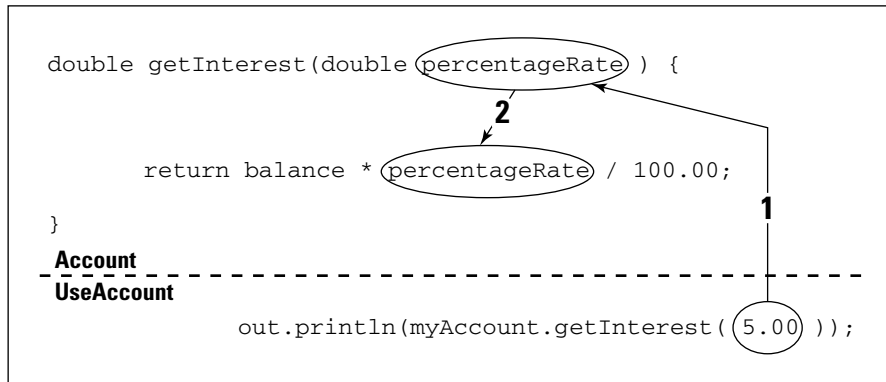 double getInterest(double percentageRate ) {
2
return balance * percentageRate / 100.00;
1
}
Account
UseAccount
out.println(myAccount.getInterest( 5.00 ));